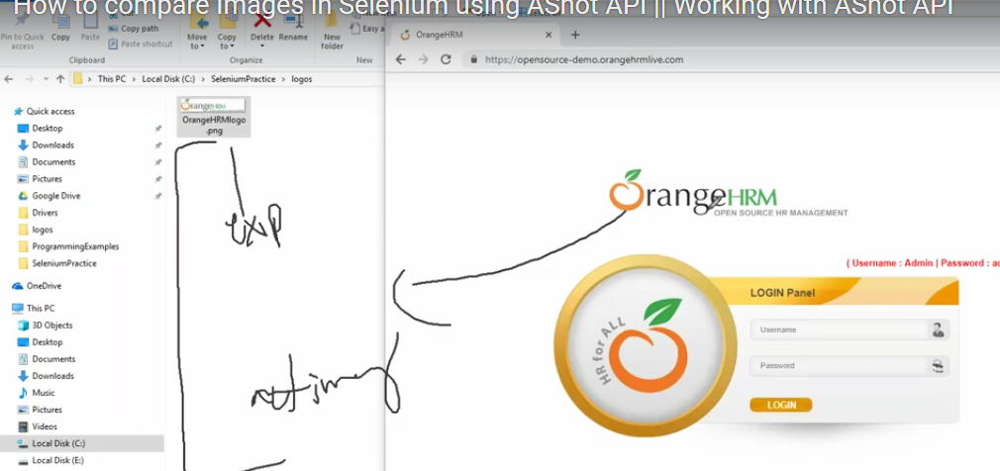 How to compare images in Selenium using AShot API || Working with AShot API
Cut
Pin to Quick access
Copy
Paste
Copy path
Paste shortcut
Move to
Copy to
Delete
Rename
New folder
Easy a
Clipboard
Organize
New
OrangeHRM
https://opensource-demo.orangehrmlive.com
This PC > Local Disk (C:) > SeleniumPractice > logos
Quick access
Desktop
Downloads
Documents
Pictures
Google Drive
Drivers
logos
ProgrammingExamples
SeleniumPractice
OneDrive
This PC
3D Objects
Desktop
Documents
Downloads
Music
Pictures
Videos
Local Disk (C:)
Local Disk (E:)
OrangeHRM
OrangeHRMlogo
.png
exp
OrangeHRM
OPEN SOURCE HR MANAGEMENT
( Username : Admin | Password : ad
HR for ALL
LOGIN Panel
Username
Password
LOGIN